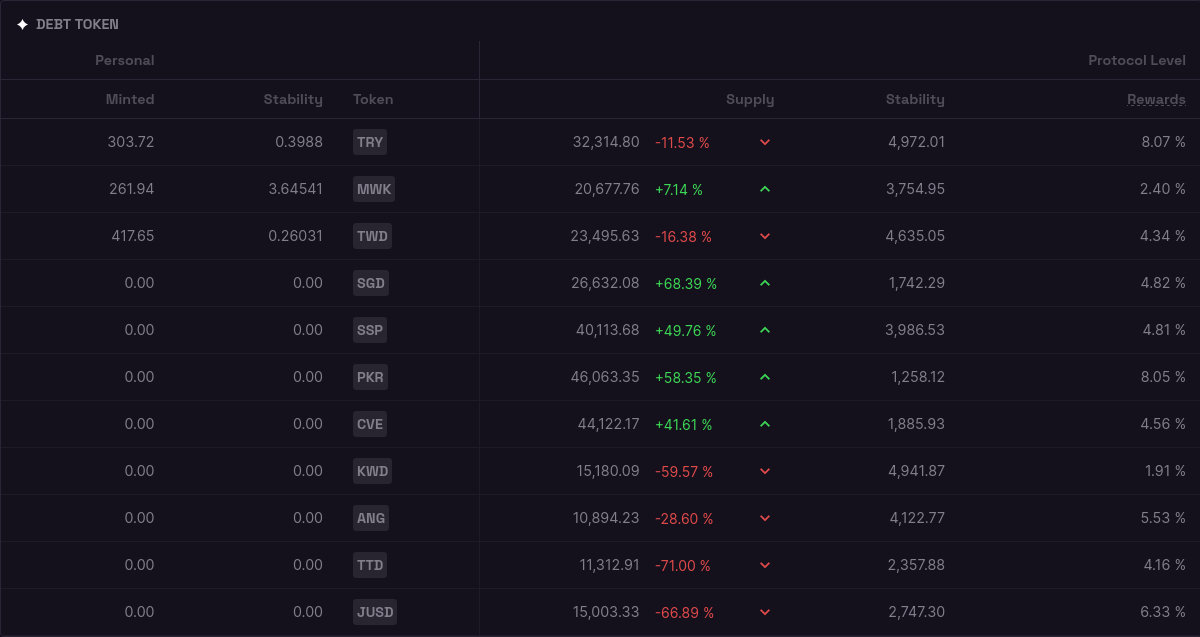 DEBT TOKEN
Personal Protocol Level
Minted Stability Token Supply Stability Rewards
303.72 0.3988 TRY 32,314.80 -11.53 % 4,972.01 8.07 %
261.94 3.64541 MWK 20,677.76 +7.14 % 3,754.95 2.40 %
417.65 0.26031 TWD 23,495.63 -16.38 % 4,635.05 4.34 %
0.00 0.00 SGD 26,632.08 +68.39 % 1,742.29 4.82 %
0.00 0.00 SSP 40,113.68 +49.76 % 3,986.53 4.81 %
0.00 0.00 PKR 46,063.35 +58.35 % 1,258.12 8.05 %
0.00 0.00 CVE 44,122.17 +41.61 % 1,885.93 4.56 %
0.00 0.00 KWD 15,180.09 -59.57 % 4,941.87 1.91 %
0.00 0.00 ANG 10,894.23 -28.60 % 4,122.77 5.53 %
0.00 0.00 TTD 11,312.91 -71.00 % 2,357.88 4.16 %
0.00 0.00 JUSD 15,003.33 -66.89 % 2,747.30 6.33 %